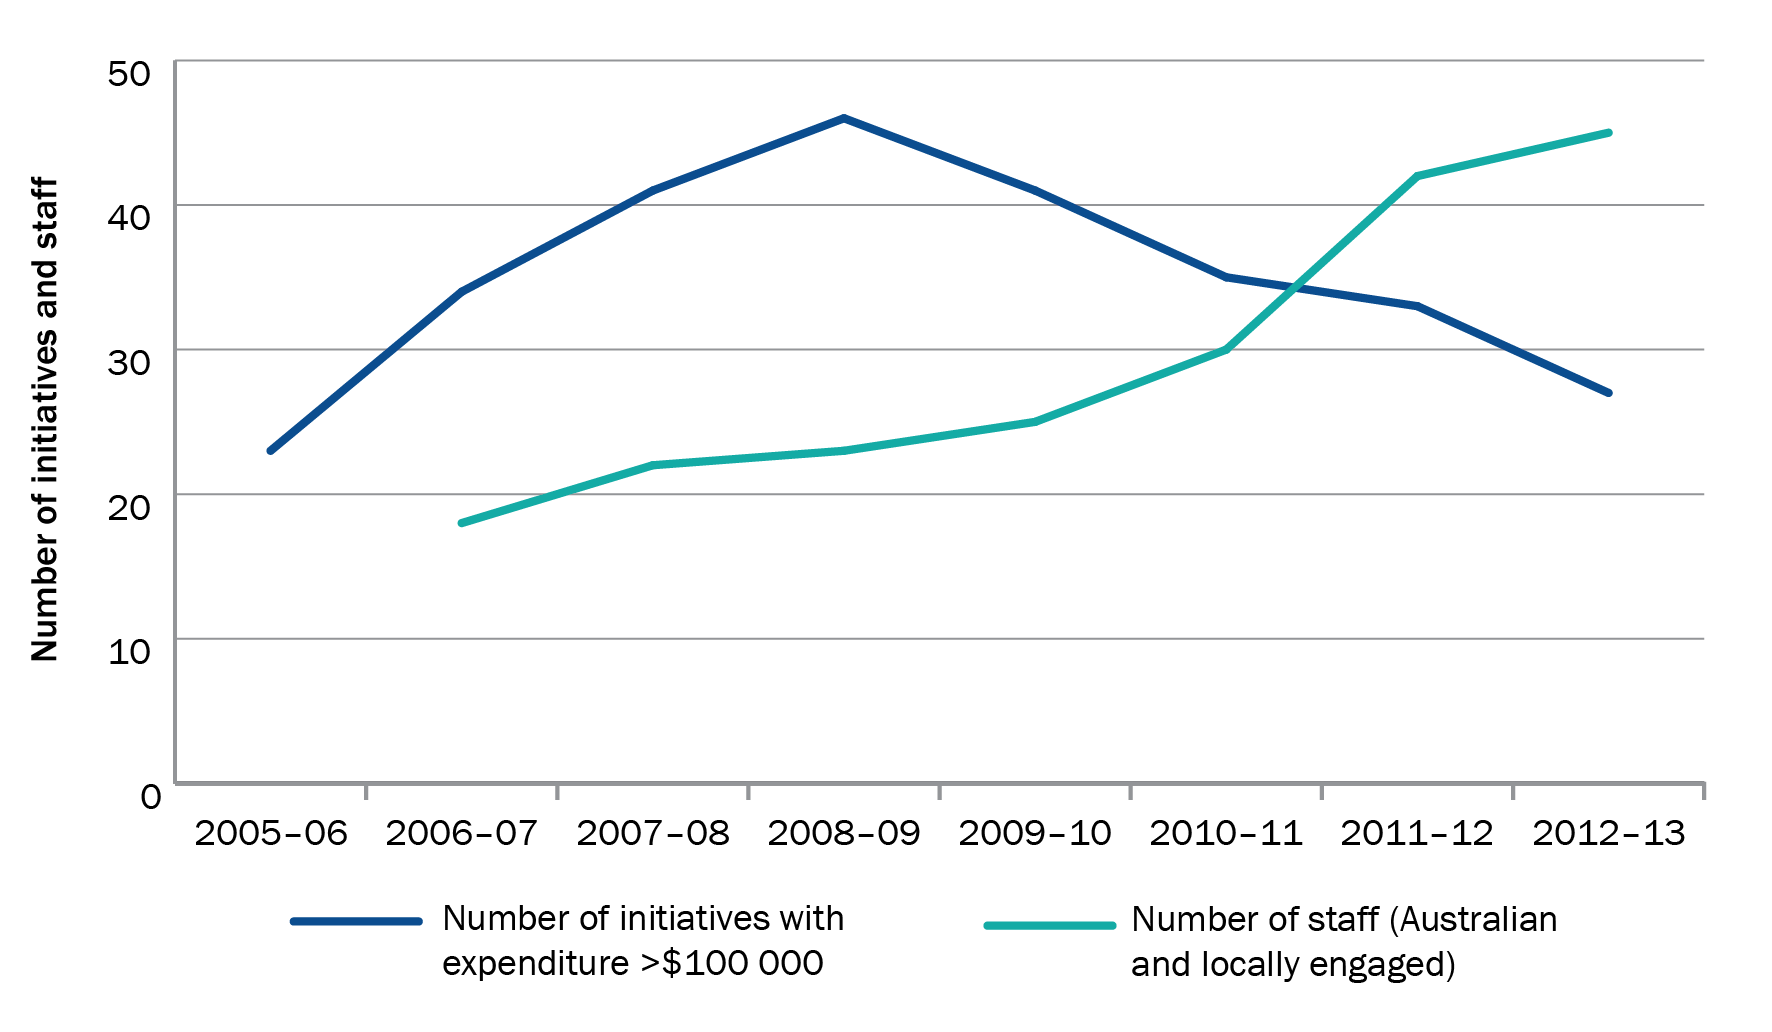 Number of initiatives and staff
50
40
30
20
10
0
2005–06 2006–07 2007–08 2008–09 2009–10 2010–11 2011–12 2012–13
Number of initiatives with
expenditure >$100 000
Number of staff (Australian
and locally engaged)